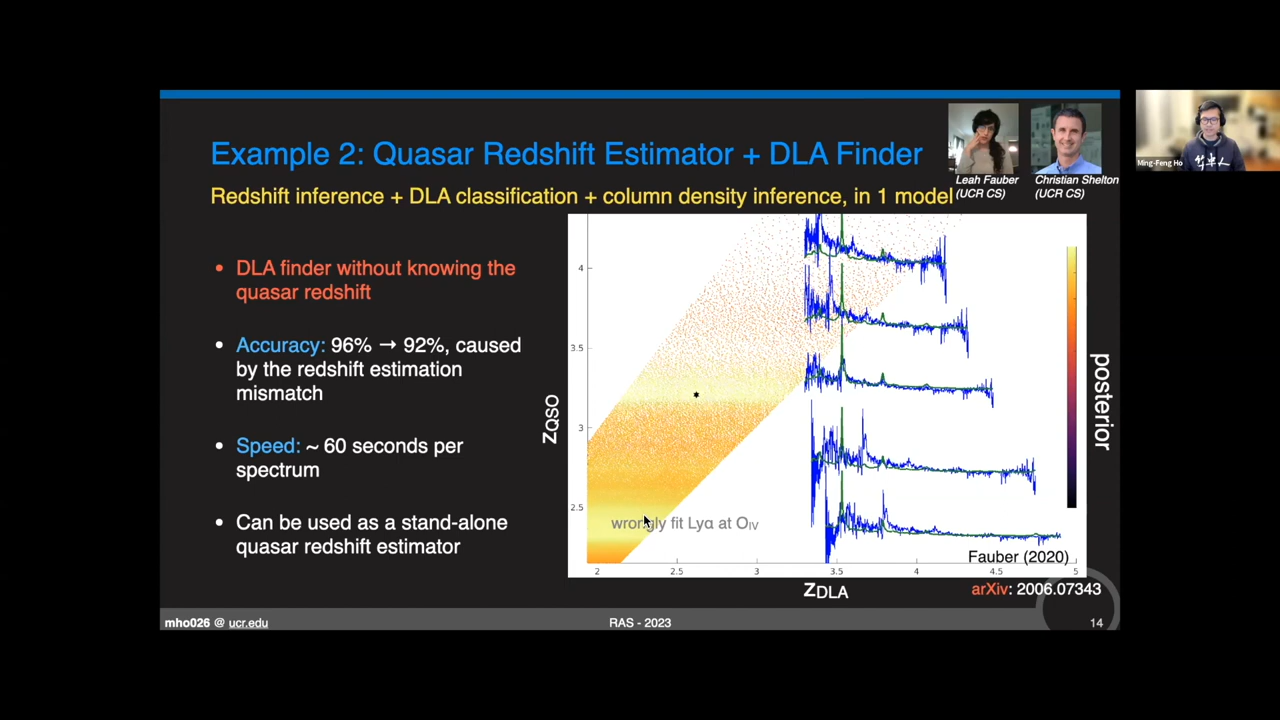 Example 2: Quasar Redshift Estimator + DLA Finder
Redshift inference + DLA classification + column density inference, in 1 model
Leah Fauber
(UCR CS)
Christian Shelton
(UCR CS)
Ming-Feng Ho
• DLA finder without knowing the
quasar redshift
• Accuracy: 96% → 92%, caused
by the redshift estimation
mismatch
• Speed: ~ 60 seconds per
spectrum
• Can be used as a stand-alone
quasar redshift estimator
4
3.5
3
2.5
zQSO
wrongly fit Lyα at OIV
posterior
Fauber (2020)
2 2.5 3 3.5 4 4.5 5
zDLA
arXiv: 2006.07343
mho026 @ ucr.edu
RAS - 2023
14